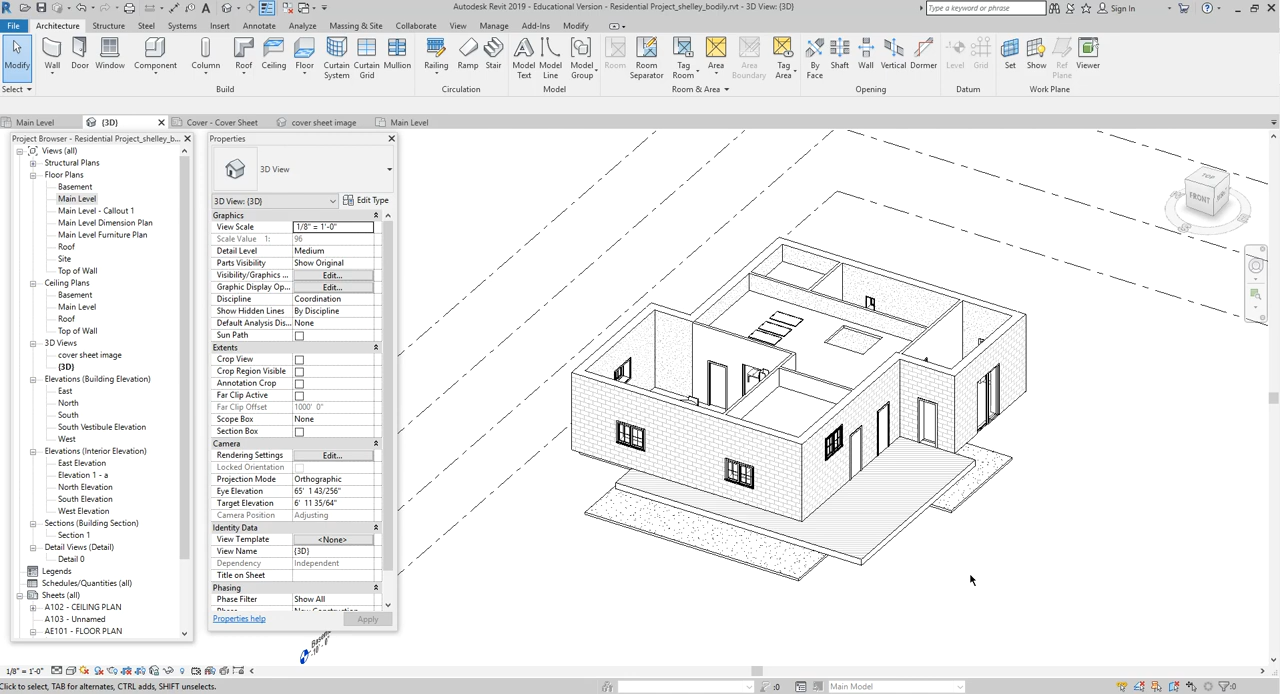 Autodesk Revit 2019 - Educational Version - Residential Project_shelley_bodily.rvt - 3D View: {3D}
Type a keyword or phrase
Sign In
File Architecture Structure Steel Systems Insert Annotate Analyze Massing & Site Collaborate View Manage Add-Ins Modify
Modify Wall Door Window Component Column Roof Ceiling Floor Curtain System Curtain Grid Mullion Railing Ramp Stair Model Text Model Line Model Group Room Room Separator Tag Room Area Area Boundary Tag Area By Face Shaft Wall Vertical Dormer Level Grid Set Show Ref Plane Viewer
Select Build Circulation Model Room & Area Opening Datum Work Plane
Main Level {3D} Cover - Cover Sheet cover sheet image Main Level
Project Browser - Residential Project_shelley_b...
Views (all)
Structural Plans
Floor Plans
Basement
Main Level
Main Level - Callout 1
Main Level Dimension Plan
Main Level Furniture Plan
Roof
Site
Top of Wall
Ceiling Plans
Basement
Main Level
Roof
Top of Wall
3D Views
cover sheet image
{3D}
Elevations (Building Elevation)
East
North
South
South Vestibule Elevation
West
Elevations (Interior Elevation)
East Elevation
Elevation 1 - a
North Elevation
South Elevation
West Elevation
Sections (Building Section)
Section 1
Detail Views (Detail)
Detail 0
Legends
Schedules/Quantities (all)
Sheets (all)
A102 - CEILING PLAN
A103 - Unnamed
AE101 - FLOOR PLAN
Properties
3D View
3D View: {3D} Edit Type
Graphics
View Scale 1/8" = 1'-0"
Scale Value 1: 96
Detail Level Medium
Parts Visibility Show Original
Visibility/Graphics ... Edit...
Graphic Display Op... Edit...
Discipline Coordination
Show Hidden Lines By Discipline
Default Analysis Dis... None
Sun Path
Extents
Crop View
Crop Region Visible
Annotation Crop
Far Clip Active
Far Clip Offset 1000' 0"
Scope Box None
Section Box
Camera
Rendering Settings Edit...
Locked Orientation
Projection Mode Orthographic
Eye Elevation 65' 1 43/256"
Target Elevation 6' 11 35/64"
Camera Position Adjusting
Identity Data
View Template <None>
View Name {3D}
Dependency Independent
Title on Sheet
Phasing
Phase Filter Show All
Properties help Apply
TOP
FRONT
1/8" = 1'-0"
Click to select, TAB for alternates, CTRL adds, SHIFT unselects.
:0
Main Model
:0